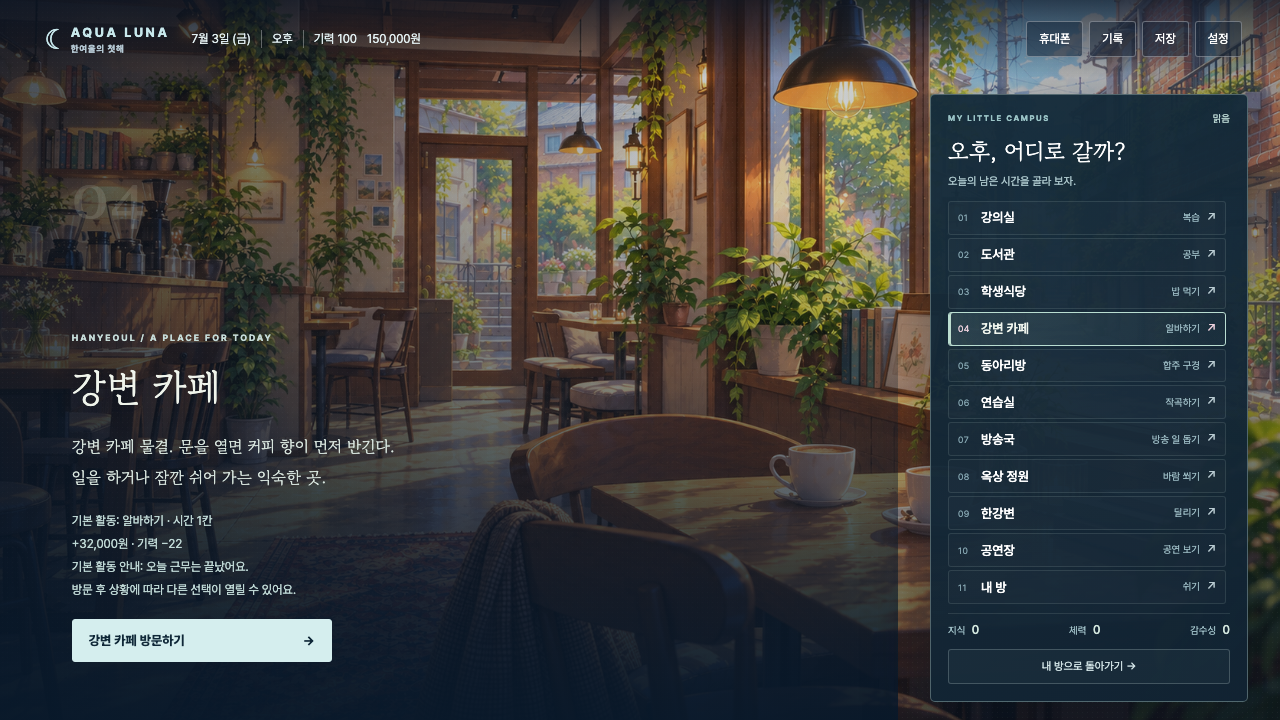 AQUA LUNA
한여울의 첫해
7월 3일 (금) 오후 기력 100 150,000원
휴대폰 기록 저장 설정
04
HANYEOUL / A PLACE FOR TODAY
강변 카페
강변 카페 물결. 문을 열면 커피 향이 먼저 반긴다.
일을 하거나 잠깐 쉬어 가는 익숙한 곳.
기본 활동: 알바하기 · 시간 1칸
+32,000원 · 기력 −22
기본 활동 안내: 오늘 근무는 끝났어요.
방문 후 상황에 따라 다른 선택이 열릴 수 있어요.
강변 카페 방문하기 →
MY LITTLE CAMPUS 맑음
오후, 어디로 갈까?
오늘의 남은 시간을 골라 보자.
01 강의실 복습 ↗
02 도서관 공부 ↗
03 학생식당 밥 먹기 ↗
04 강변 카페 알바하기 ↗
05 동아리방 합주 구경 ↗
06 연습실 작곡하기 ↗
07 방송국 방송 일 돕기 ↗
08 옥상 정원 바람 쐬기 ↗
09 한강변 달리기 ↗
10 공연장 공연 보기 ↗
11 내 방 쉬기 ↗
지식 0 체력 0 감수성 0
내 방으로 돌아가기 →